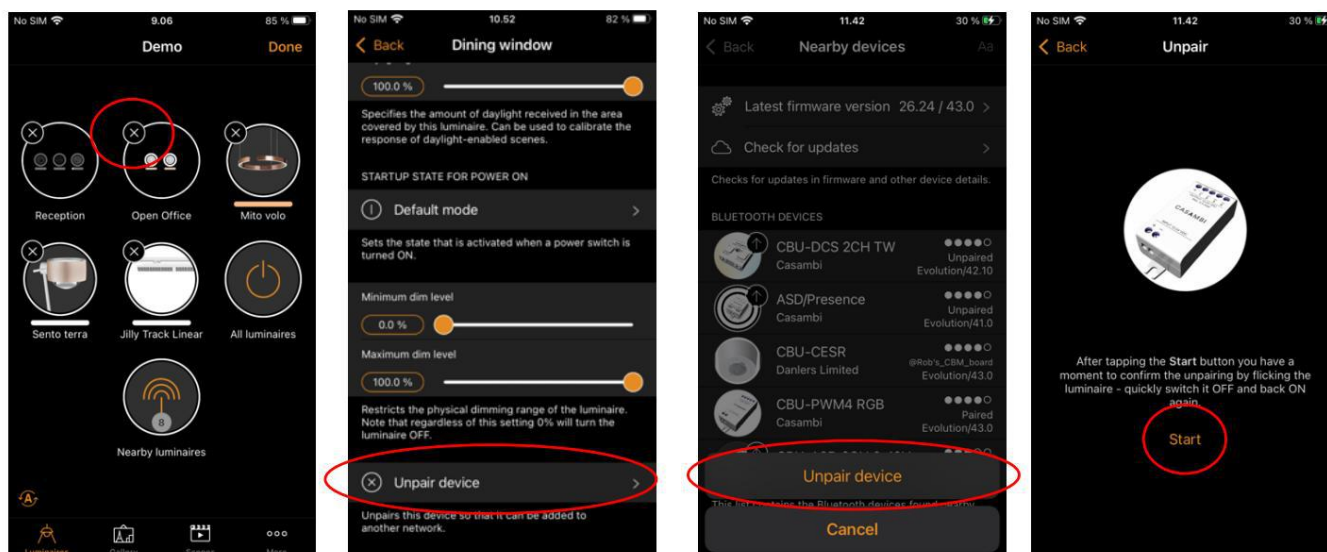 No SIM 9.06 85 %
Demo Done
Reception Open Office Mito volo
Sento terra Jilly Track Linear All luminaires
8
Nearby luminaires
A
No SIM 10.52 82 %
Back Dining window
100.0 %
Specifies the amount of daylight received in the area
covered by this luminaire. Can be used to calibrate the
response of daylight-enabled scenes.
STARTUP STATE FOR POWER ON
Default mode
Sets the state that is activated when a power switch is
turned ON.
Minimum dim level
0.0 %
Maximum dim level
100.0 %
Restricts the physical dimming range of the luminaire.
Note that regardless of this setting 0% will turn the
luminaire OFF.
Unpair device
Unpairs this device so that it can be added to
another network.
No SIM 11.42 30 %
Back Nearby devices Aa
Latest firmware version 26.24 / 43.0
Check for updates
Checks for updates in firmware and other device details.
BLUETOOTH DEVICES
CBU-DCS 2CH TW
Casambi Unpaired
Evolution/42.10
ASD/Presence
Casambi Unpaired
Evolution/41.0
CBU-CESR
Danlers Limited @Rob's_CBM_board
Evolution/43.0
CBU-PWM4 RGB
Casambi Paired
Evolution/43.0
Unpair device
Cancel
No SIM 11.42 30 %
Back Unpair
CASAMBI
After tapping the Start button you have a
moment to confirm the unpairing by flicking the
luminaire - quickly switch it OFF and back ON
again.
Start